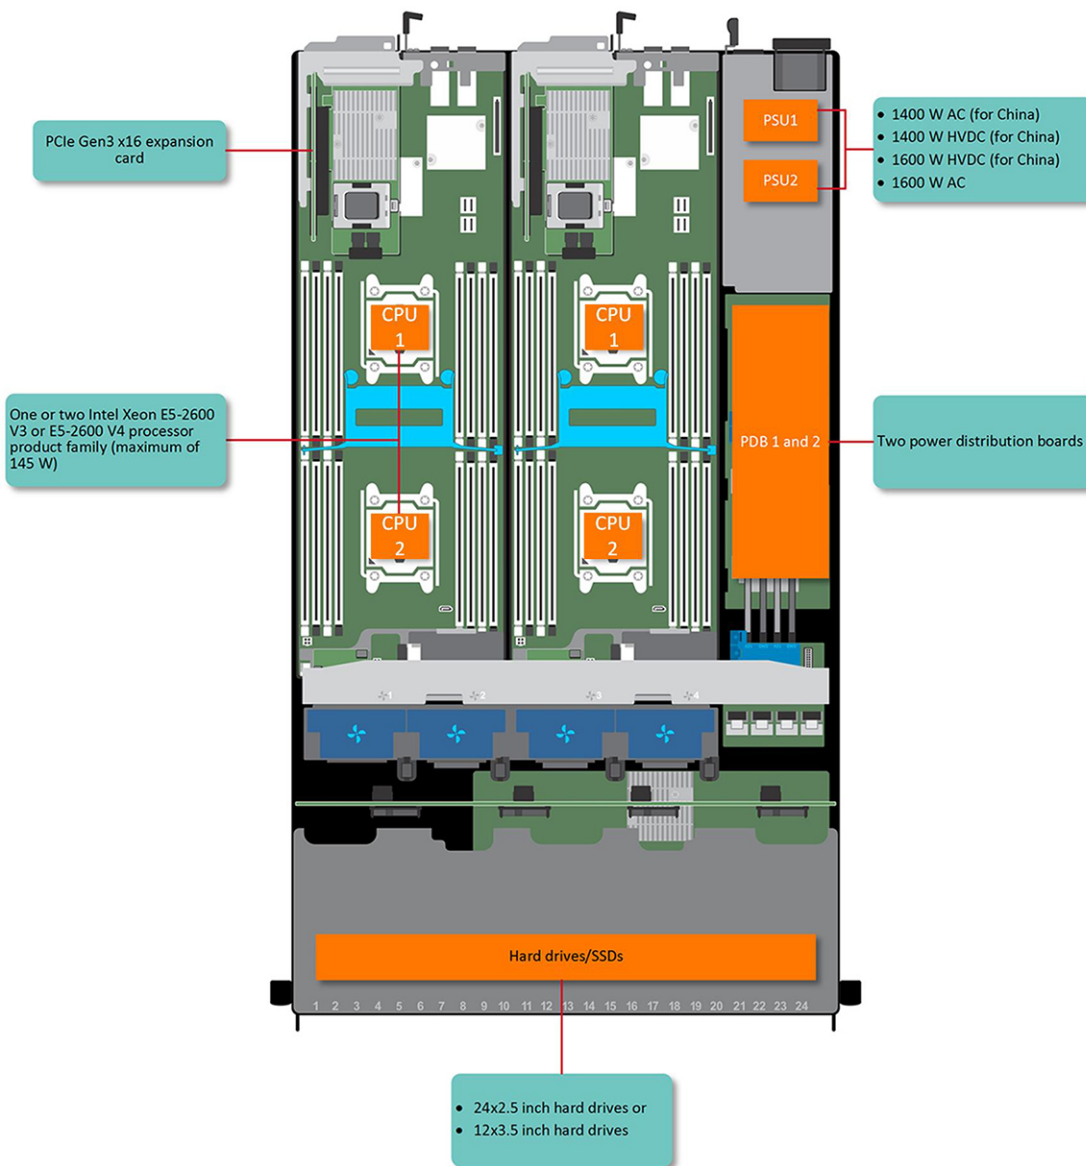 PSU1
PSU2
• 1400 W AC (for China)
• 1400 W HVDC (for China)
• 1600 W HVDC (for China)
• 1600 W AC
PCIe Gen3 x16 expansion
card
CPU
1
CPU
1
One or two Intel Xeon E5-2600
V3 or E5-2600 V4 processor
product family (maximum of
145 W)
PDB 1 and 2
Two power distribution boards
CPU
2
CPU
2
1 2 3 4
Hard drives/SSDs
1 2 3 4 5 6 7 8 9 10 11 12 13 14 15 16 17 18 19 20 21 22 23 24
• 24x2.5 inch hard drives or
• 12x3.5 inch hard drives